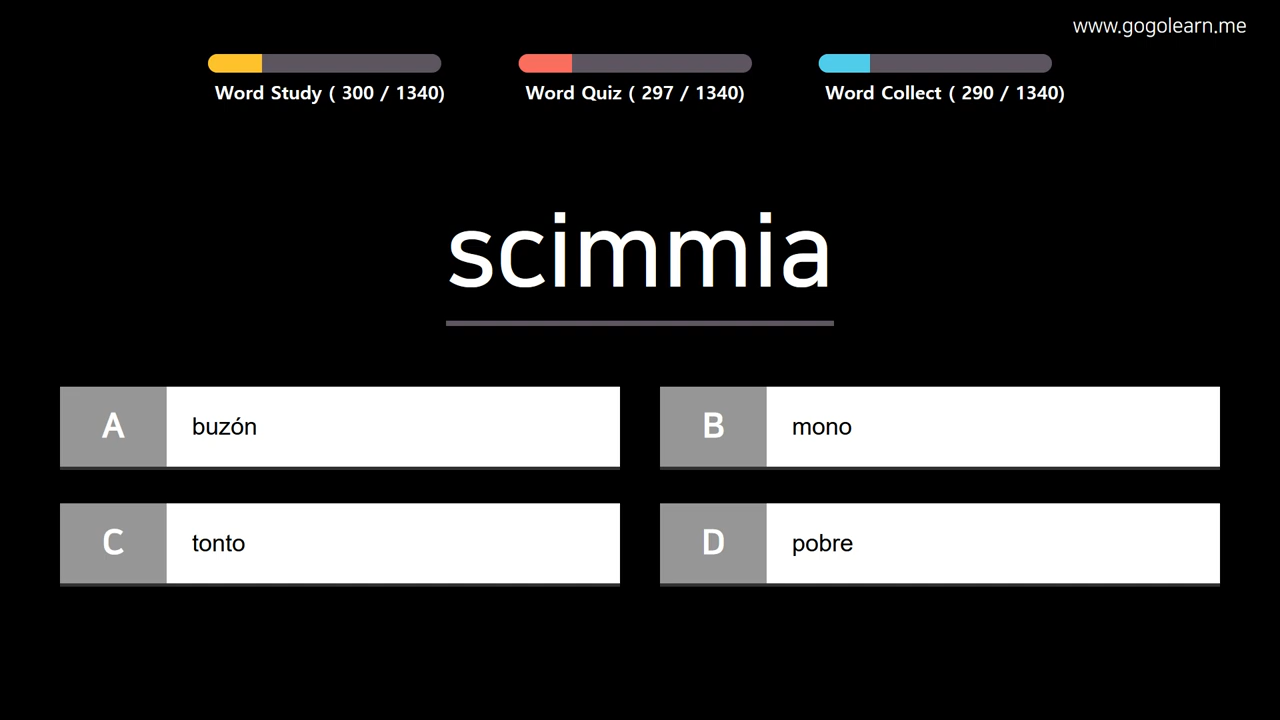 www.gogolearn.me
Word Study ( 300 / 1340)
Word Quiz ( 297 / 1340)
Word Collect ( 290 / 1340)
scimmia
A
buzón
B
mono
C
tonto
D
pobre